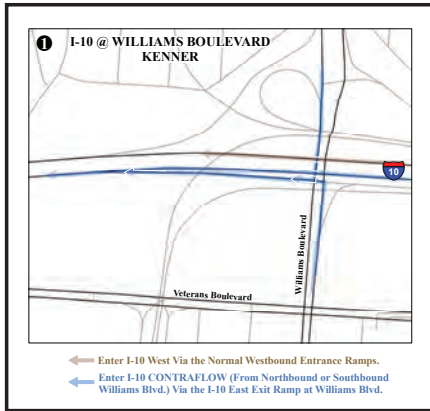 1 I-10 @ WILLIAMS BOULEVARD
KENNER
10
Williams Boulevard
Veterans Boulevard
Enter I-10 West Via the Normal Westbound Entrance Ramps.
Enter I-10 CONTRAFLOW (From Northbound or Southbound
Williams Blvd.) Via the I-10 East Exit Ramp at Williams Blvd.